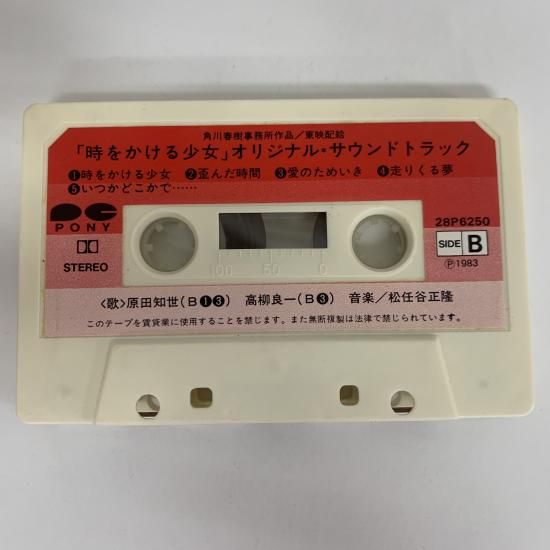 角川春樹事務所作品/東映配給
「時をかける少女」オリジナル・サウンドトラック
❶時をかける少女 ❷歪んだ時間 ❸愛のためいき ❹走りくる夢
❺いつかどこかで……
PONY
STEREO
28P6250
SIDE B
Ⓟ1983
100 50 0
〈歌〉原田知世(B❶❸) 高柳良一(B❸) 音楽/松任谷正隆
このテープを賃貸業に使用することを禁じます。また無断複製は法律で禁じられています。